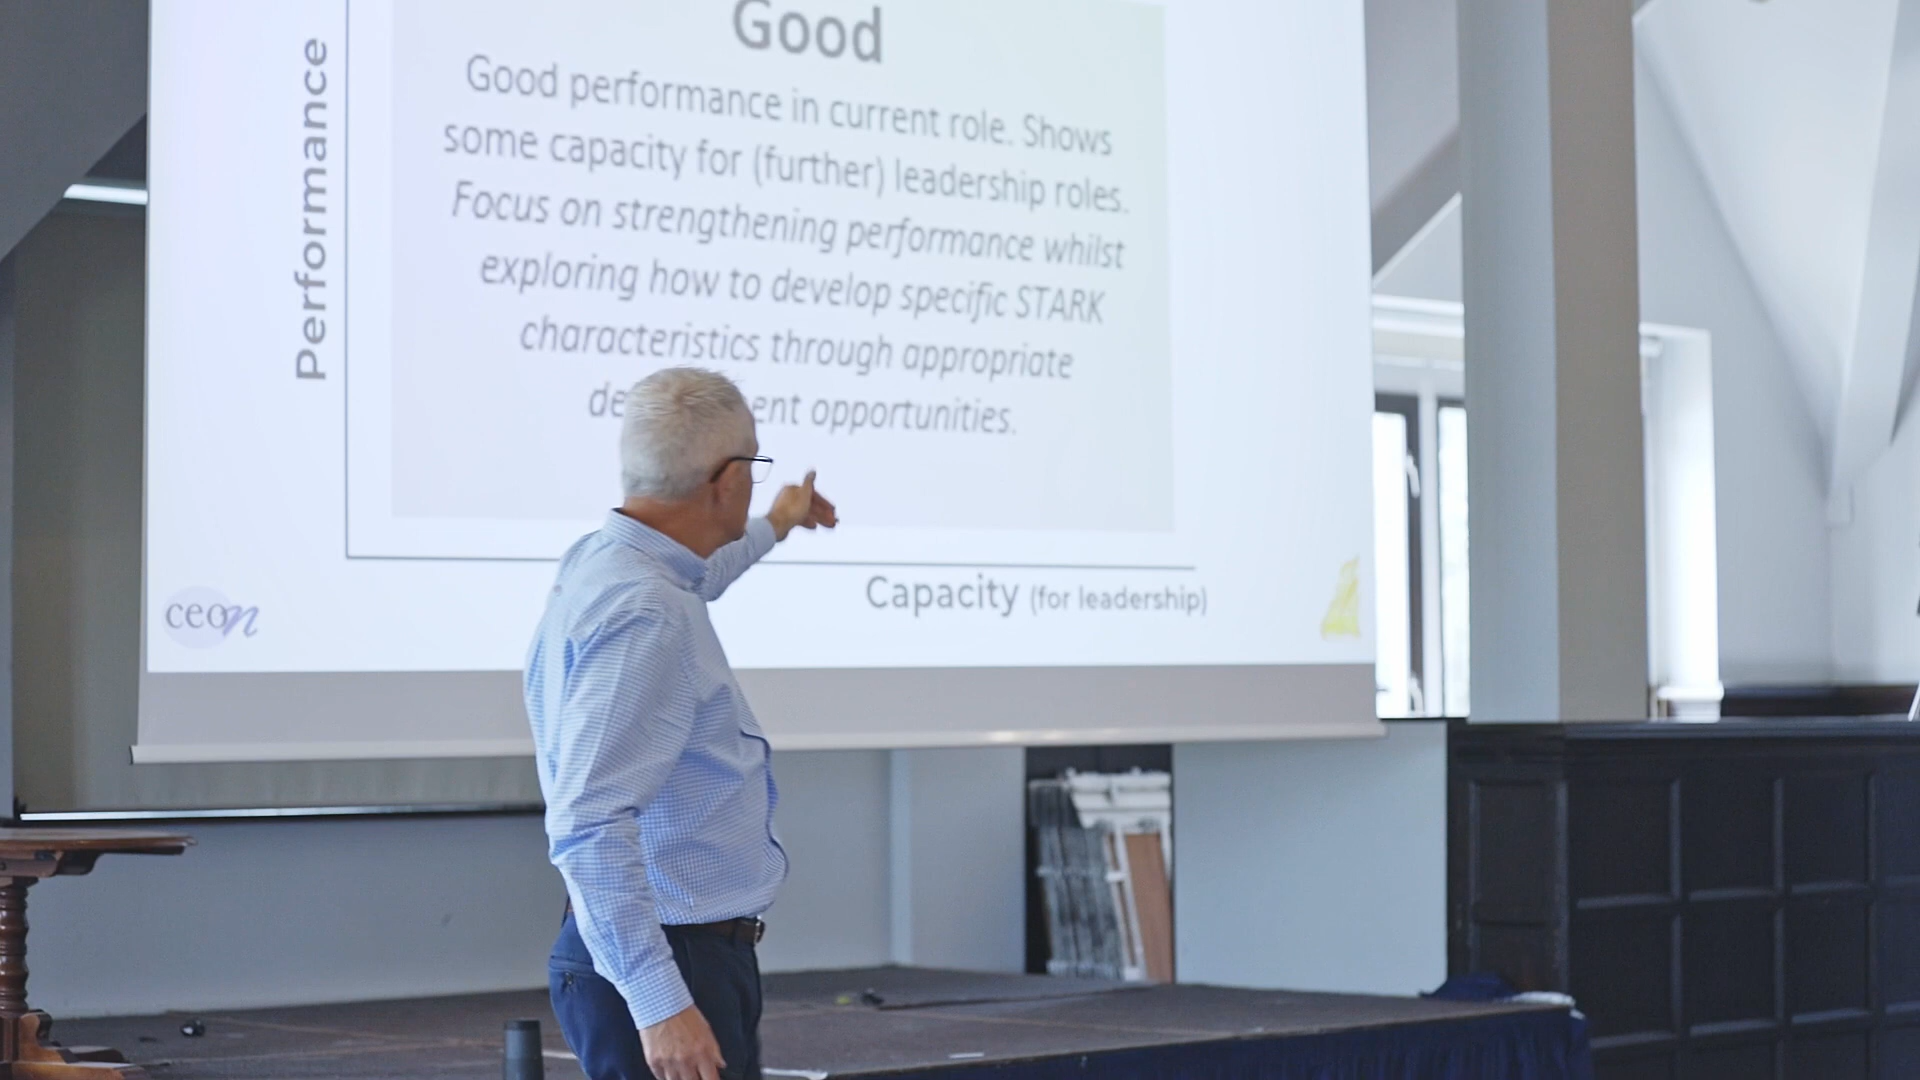 Good
Performance
Good performance in current role. Shows
some capacity for (further) leadership roles.
Focus on strengthening performance whilst
exploring how to develop specific STARK
characteristics through appropriate
opportunities.
Capacity (for leadership)
ceon